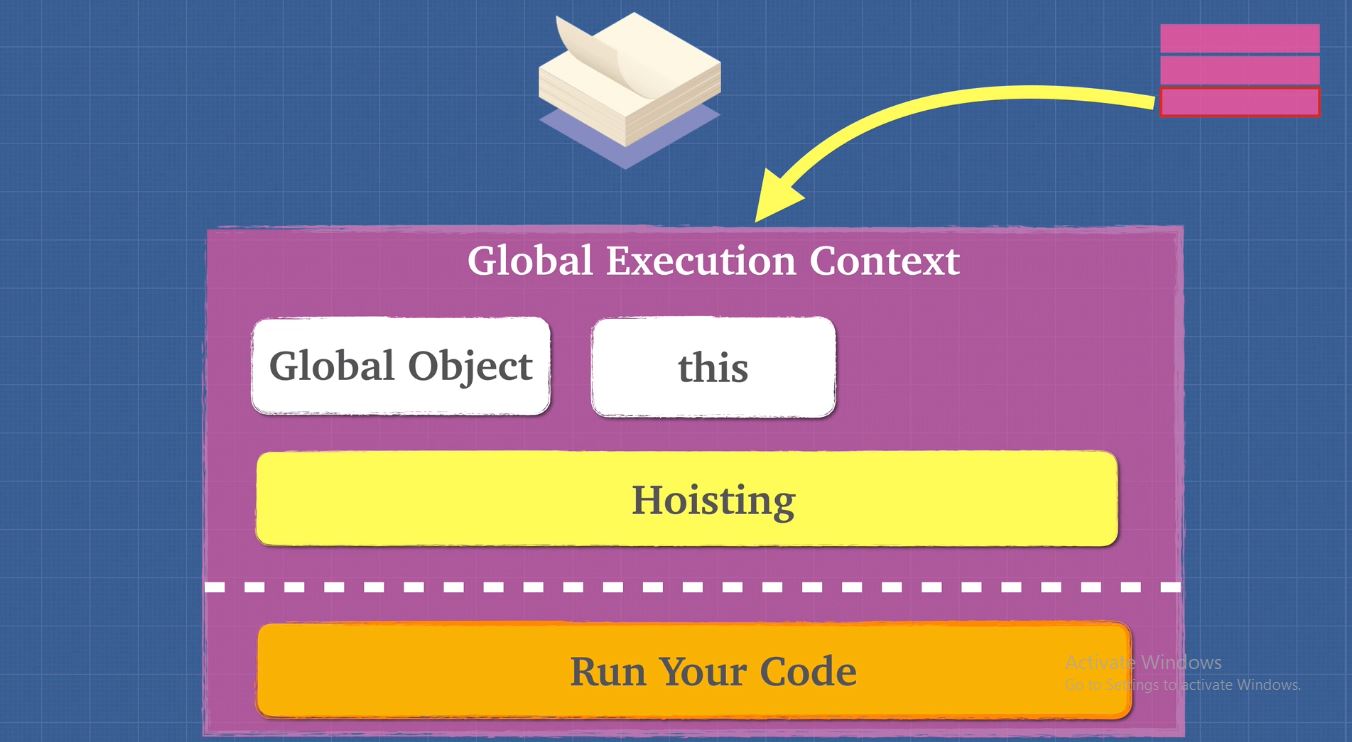 Global Execution Context
Global Object
this
Hoisting
Run Your Code
Activate Windows
Go to Settings to activate Windows.